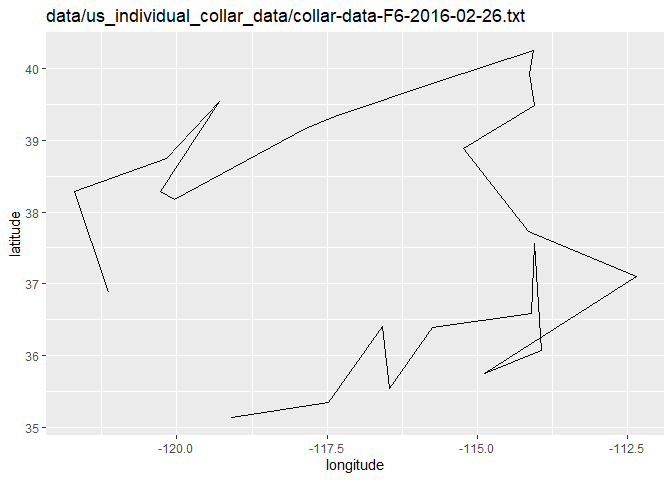 data/us_individual_collar_data/collar-data-F6-2016-02-26.txt
40
39
38
37
36
35
latitude
-120.0 -117.5 -115.0 -112.5
longitude